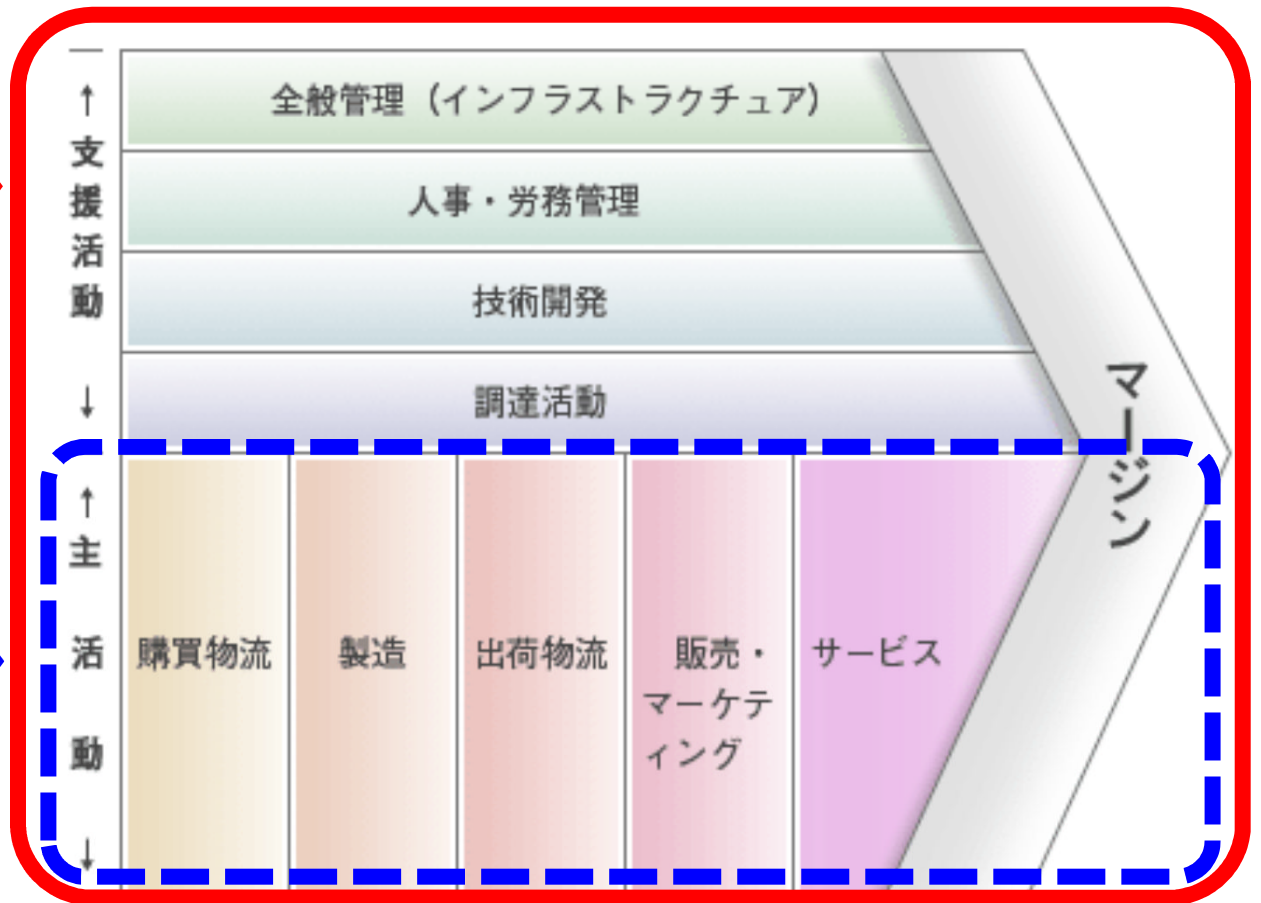 ↑
支
援
活
動
↓
全般管理（インフラストラクチュア）
人事・労務管理
技術開発
調達活動
マージン
↑
主
活
動
↓
購買物流
製造
出荷物流
販売・
マーケテ
ィング
サービス